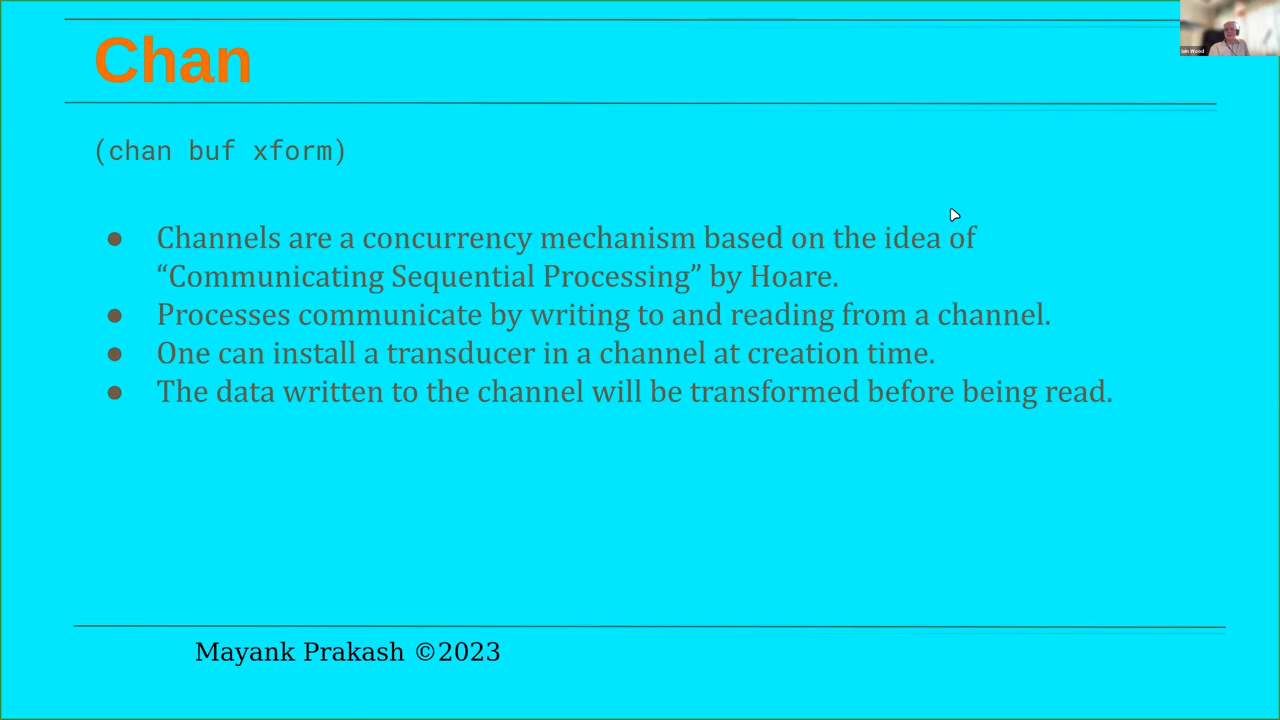 Chan
Iain Wood
(chan buf xform)
● Channels are a concurrency mechanism based on the idea of
“Communicating Sequential Processing” by Hoare.
● Processes communicate by writing to and reading from a channel.
● One can install a transducer in a channel at creation time.
● The data written to the channel will be transformed before being read.
Mayank Prakash ©2023